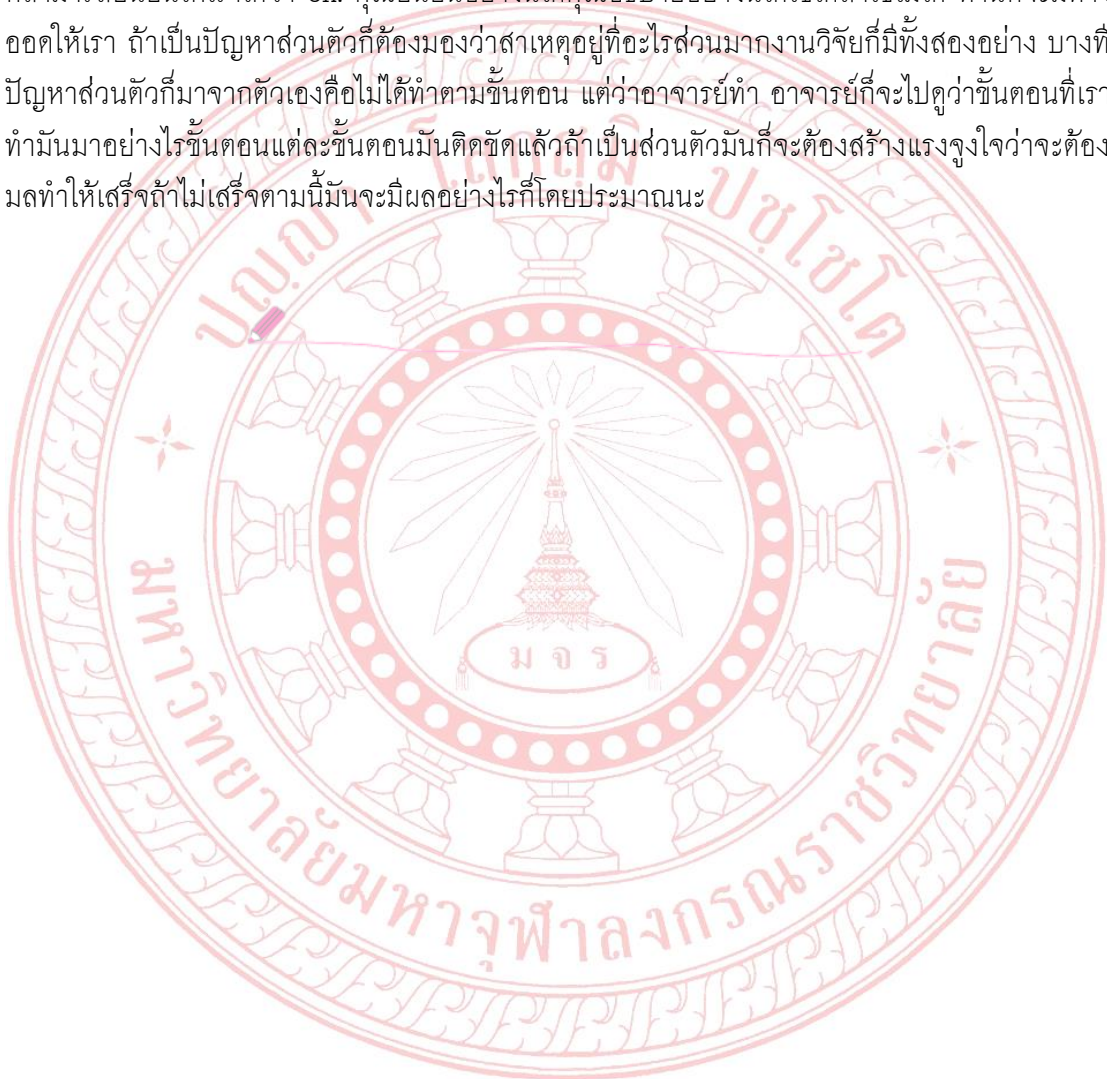 ออดให้เรา ถ้าเป็นปัญหาส่วนตัวก็ต้องมองว่าสาเหตุอยู่ที่อะไรส่วนมากงานวิจัยก็มีทั้งสองอย่าง บางที
ปัญหาส่วนตัวก็มาจากตัวเองคือไม่ได้ทำตามขั้นตอน แต่ว่าอาจารย์ทำ อาจารย์ก็จะไปดูว่าขั้นตอนที่เรา
ทำมันมาอย่างไรขั้นตอนแต่ละขั้นตอนมันติดขัดแล้วถ้าเป็นส่วนตัวมันก็จะต้องสร้างแรงจูงใจว่าจะต้อง
มลทำให้เสร็จถ้าไม่เสร็จตามนี้มันจะมีผลอย่างไรก็โดยประมาณนะ
ปญฺญา โลกสฺมิ ปชฺโชโต
ม จ ร
มหาวิทยาลัยมหาจุฬาลงกรณราชวิทยาลัย